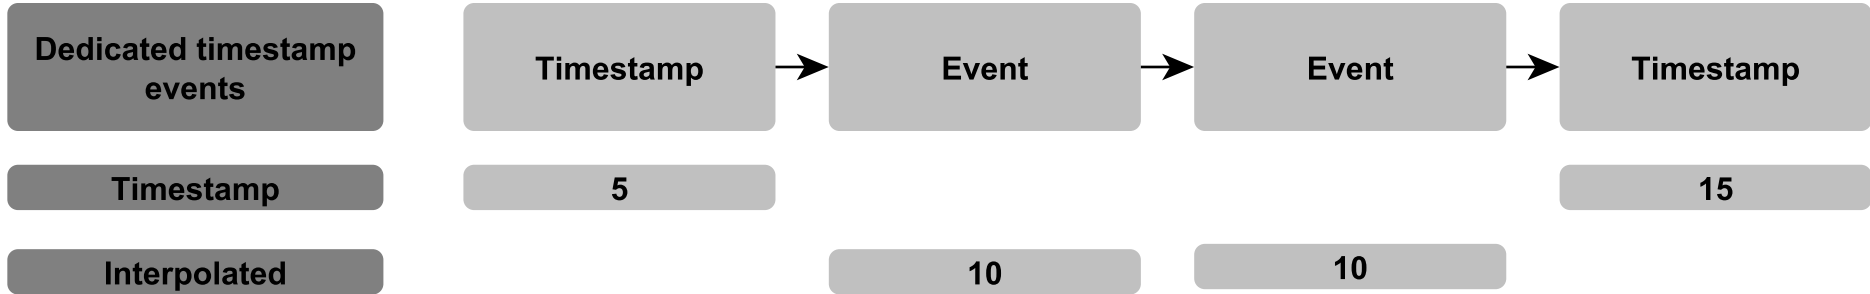 Dedicated timestamp
events
Timestamp
Event
Event
Timestamp
Timestamp
5
15
Interpolated
10
10